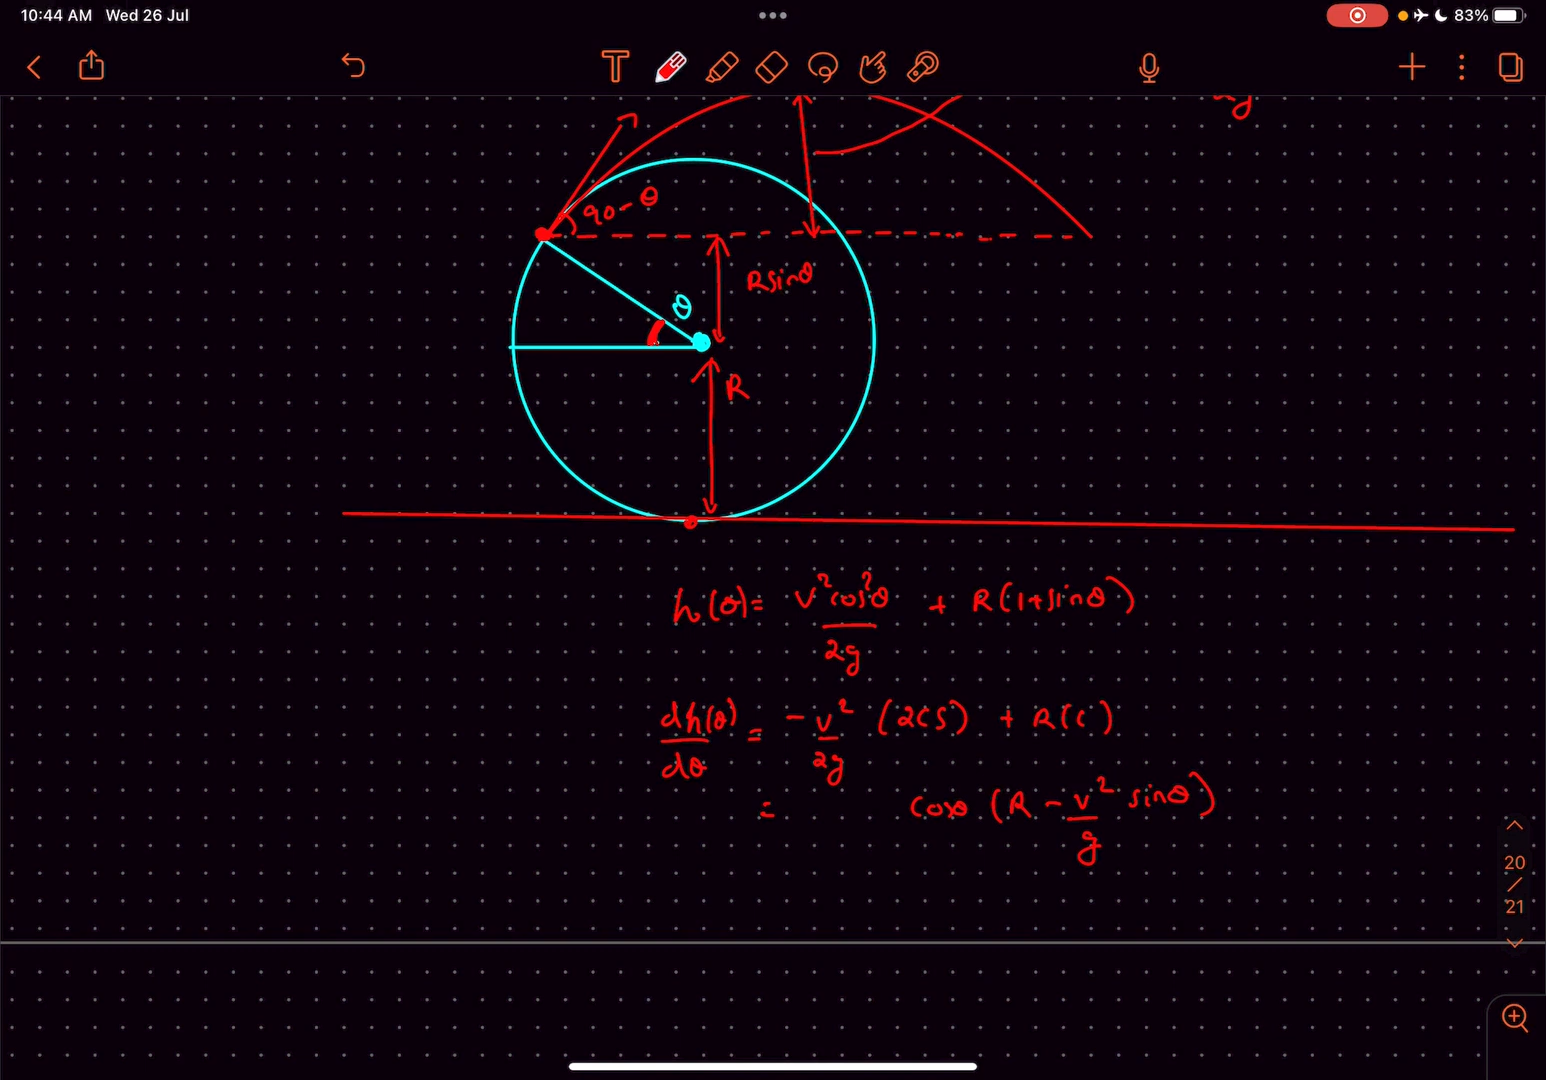 10:44 AM Wed 26 Jul
83%
T
90-θ
θ
Rsinθ
R
h(θ)= v²cos²θ/2g + R(1+sinθ)
dh(θ)/dθ = -v²/2g (2CS) + R(C)
= cosθ (R - v²/g sinθ)
20
/
21